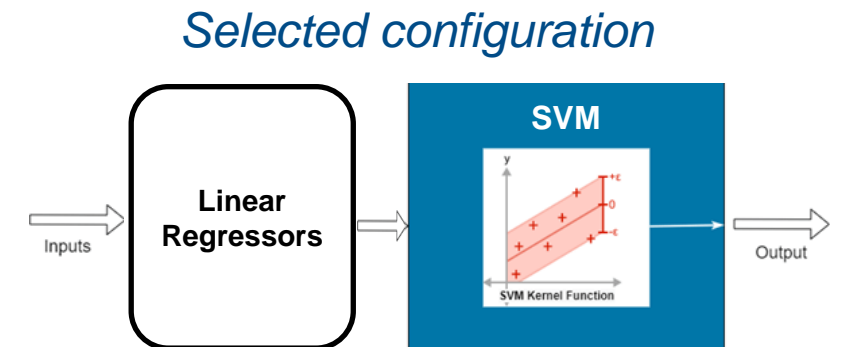 Selected configuration
SVM
y
+ε
0
-ε
Linear
Regressors
Inputs
Output
SVM Kernel Function